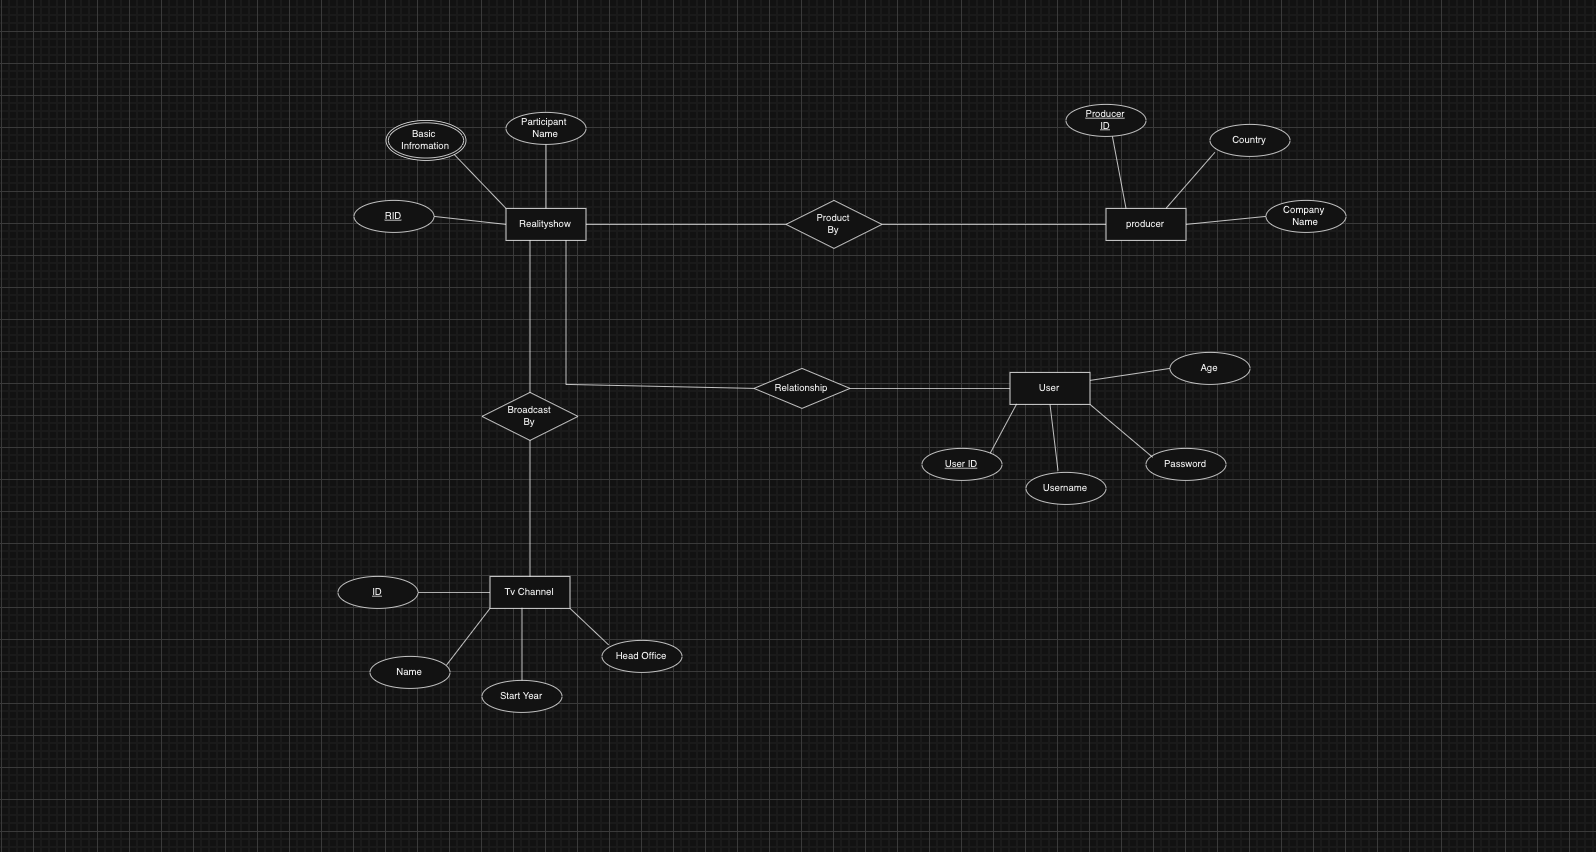 Basic
Infromation
Participant
Name
RID
Realityshow
Product
By
Producer
ID
Country
producer
Company
Name
Relationship
User
Age
User ID
Username
Password
Broadcast
By
ID
Tv Channel
Name
Start Year
Head Office